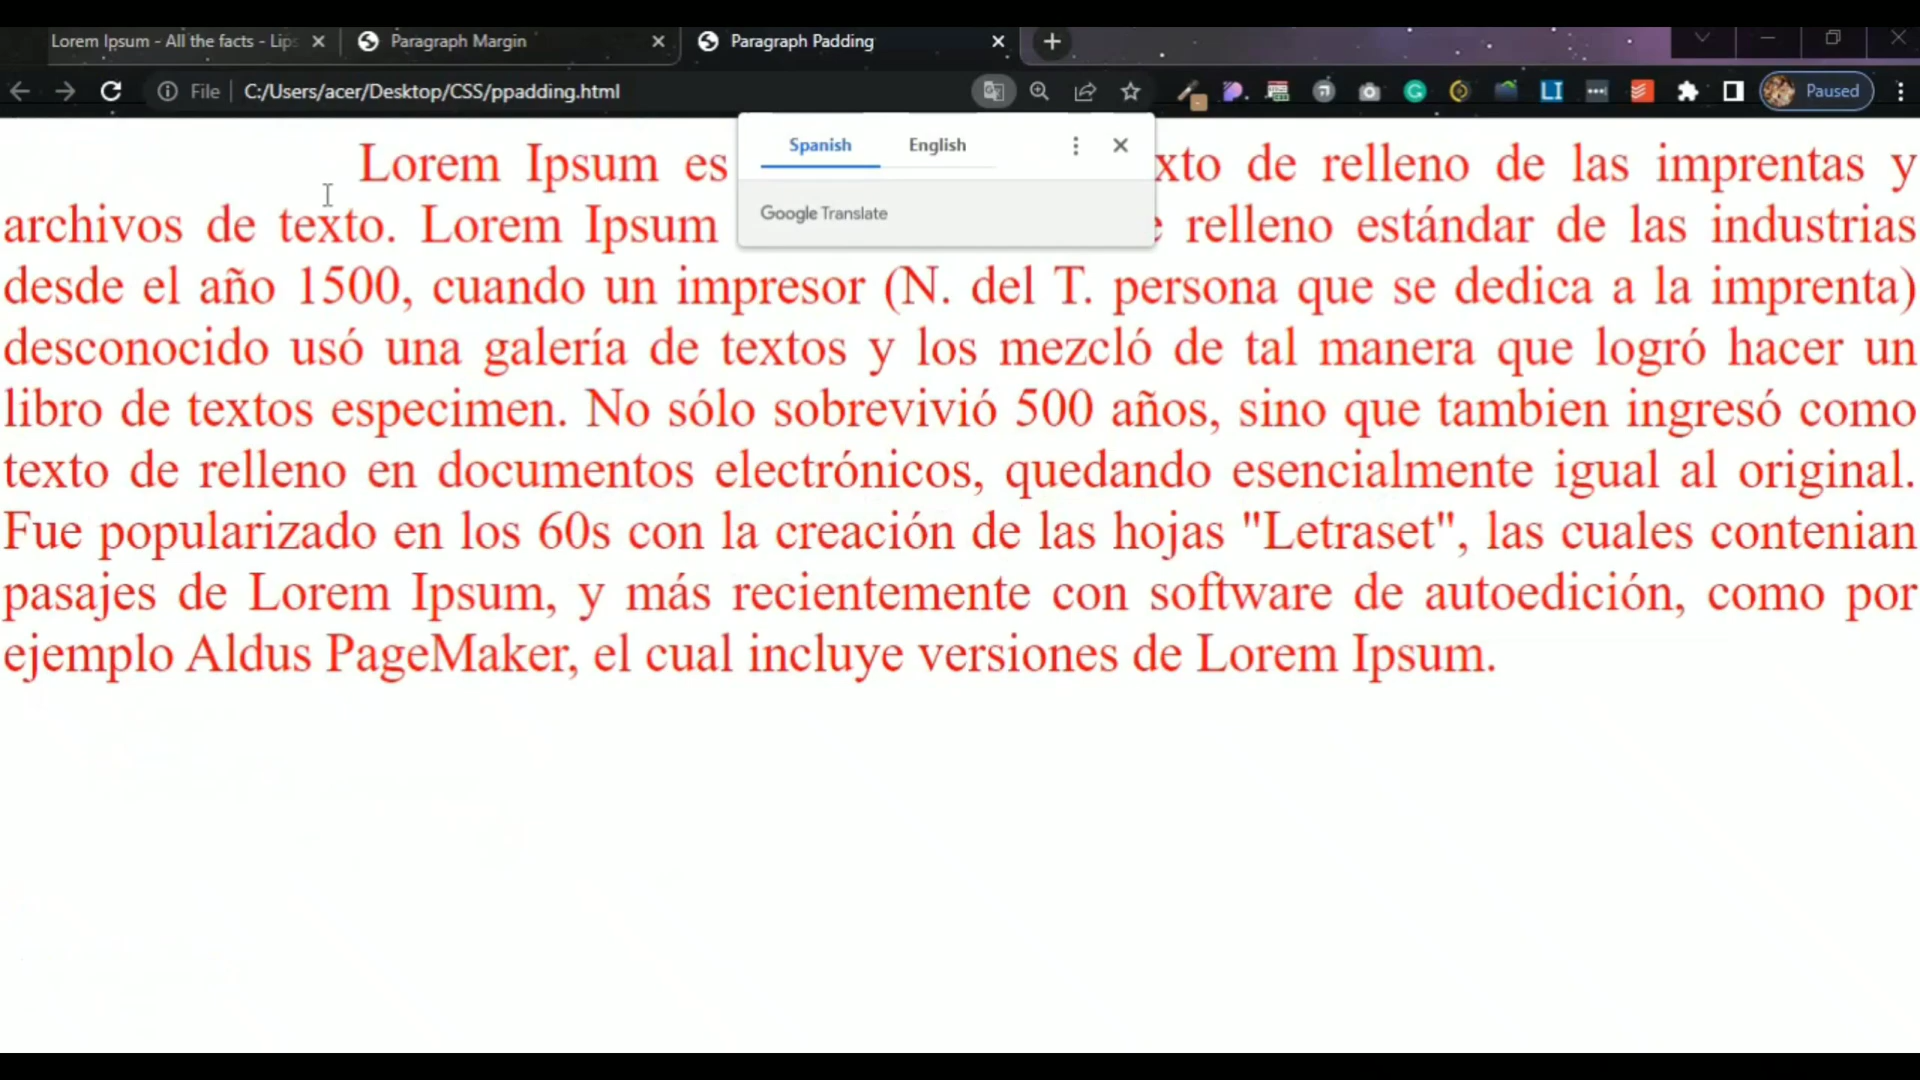 Lorem Ipsum - All the facts - Lips
Paragraph Margin
Paragraph Padding
File C:/Users/acer/Desktop/CSS/ppadding.html
Paused
Spanish English
Google Translate
Lorem Ipsum es xto de relleno de las imprentas y
archivos de texto. Lorem Ipsum relleno estándar de las industrias
desde el año 1500, cuando un impresor (N. del T. persona que se dedica a la imprenta)
desconocido usó una galería de textos y los mezcló de tal manera que logró hacer un
libro de textos especimen. No sólo sobrevivió 500 años, sino que tambien ingresó como
texto de relleno en documentos electrónicos, quedando esencialmente igual al original.
Fue popularizado en los 60s con la creación de las hojas "Letraset", las cuales contenian
pasajes de Lorem Ipsum, y más recientemente con software de autoedición, como por
ejemplo Aldus PageMaker, el cual incluye versiones de Lorem Ipsum.